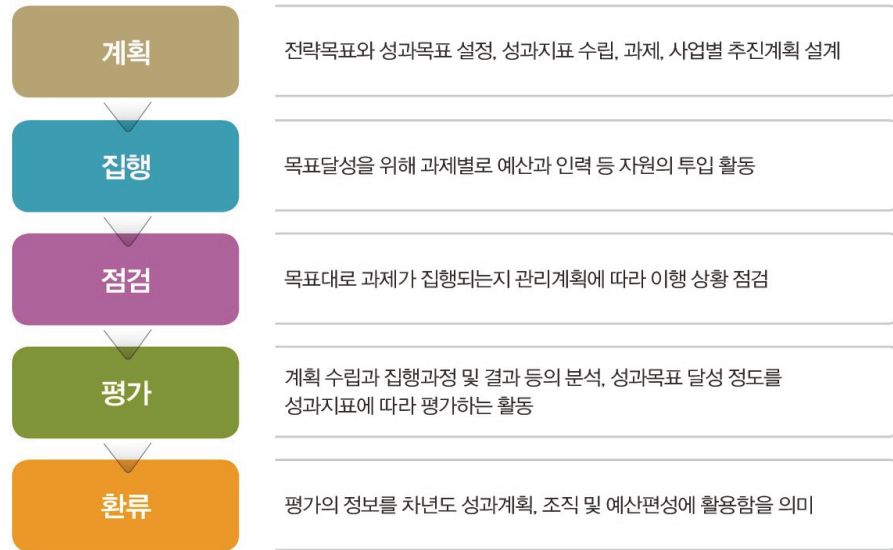 계획
전략목표와 성과목표 설정, 성과지표 수립, 과제, 사업별 추진계획 설계
집행
목표달성을 위해 과제별로 예산과 인력 등 자원의 투입 활동
점검
목표대로 과제가 집행되는지 관리계획에 따라 이행 상황 점검
평가
계획 수립과 집행과정 및 결과 등의 분석, 성과목표 달성 정도를
성과지표에 따라 평가하는 활동
환류
평가의 정보를 차년도 성과계획, 조직 및 예산편성에 활용함을 의미